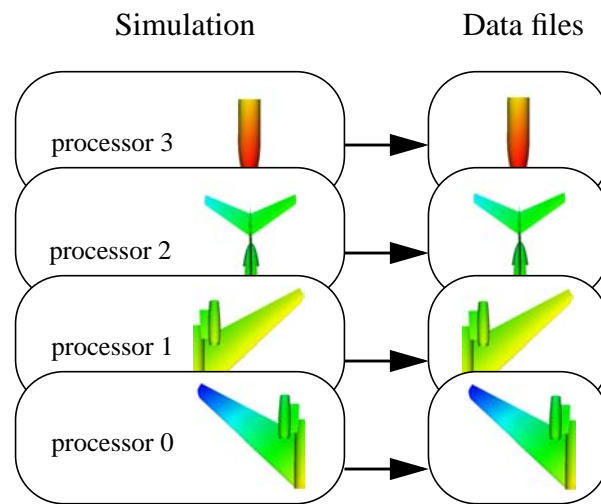 Simulation
Data files
processor 3
processor 2
processor 1
processor 0